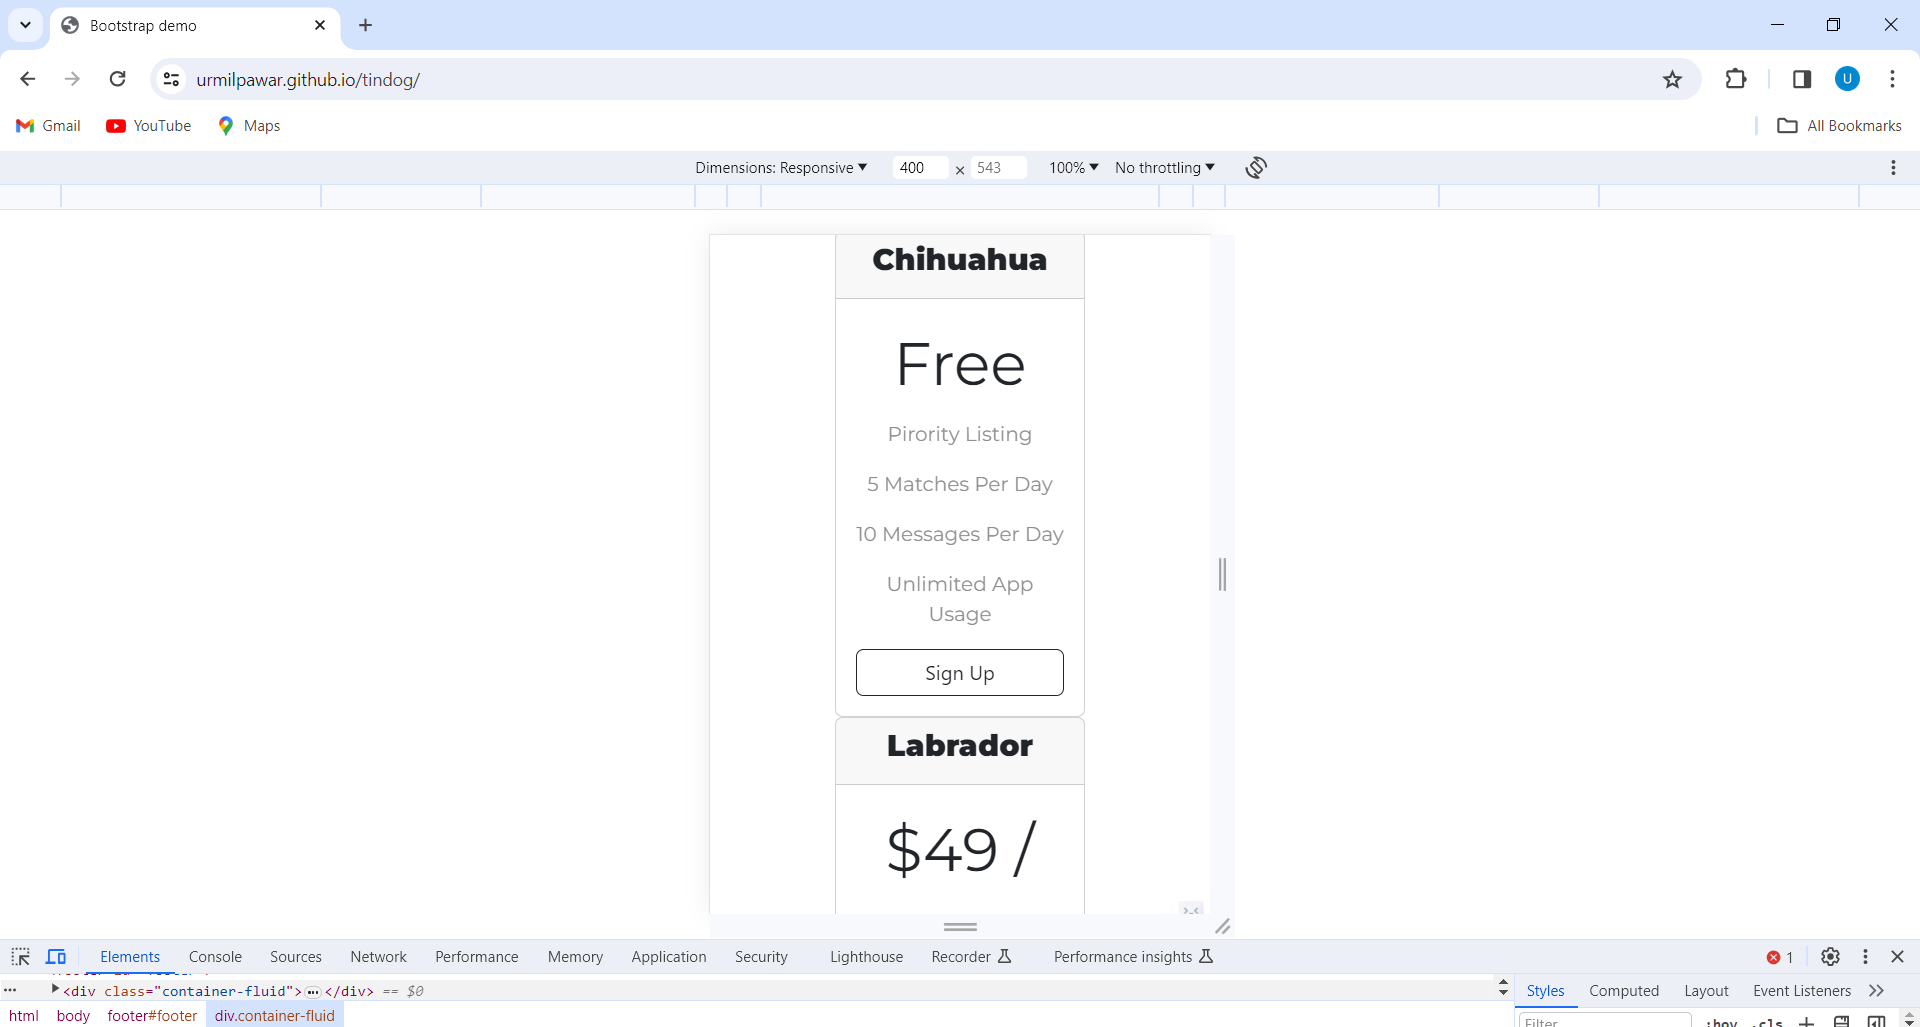 Bootstrap demo
urmilpawar.github.io/tindog/
U
Gmail
YouTube
Maps
All Bookmarks
Dimensions: Responsive
400 × 543
100%
No throttling
Chihuahua
Free
Pirority Listing
5 Matches Per Day
10 Messages Per Day
Unlimited App
Usage
Sign Up
Labrador
$49 /
Elements
Console
Sources
Network
Performance
Memory
Application
Security
Lighthouse
Recorder
Performance insights
1
<div class="container-fluid">…</div> == $0
Styles
Computed
Layout
Event Listeners
html
body
footer#footer
div.container-fluid
Filter
:hov
.cls